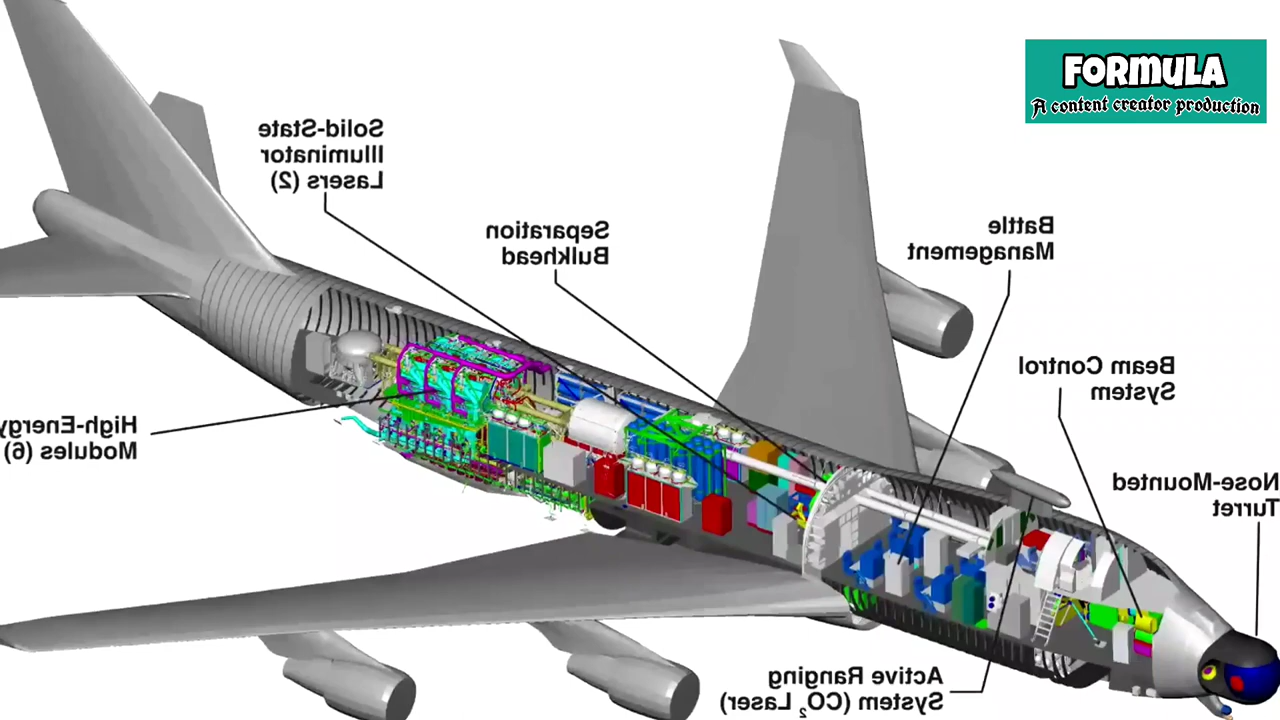 FORMULA
A content creator production
Solid-State
Illuminator
Lasers (2)
Separation
Bulkhead
Battle
Management
Beam Control
System
High-Energy
Modules (6)
Nose-Mounted
Turret
Active Ranging
System (CO₂ Laser)